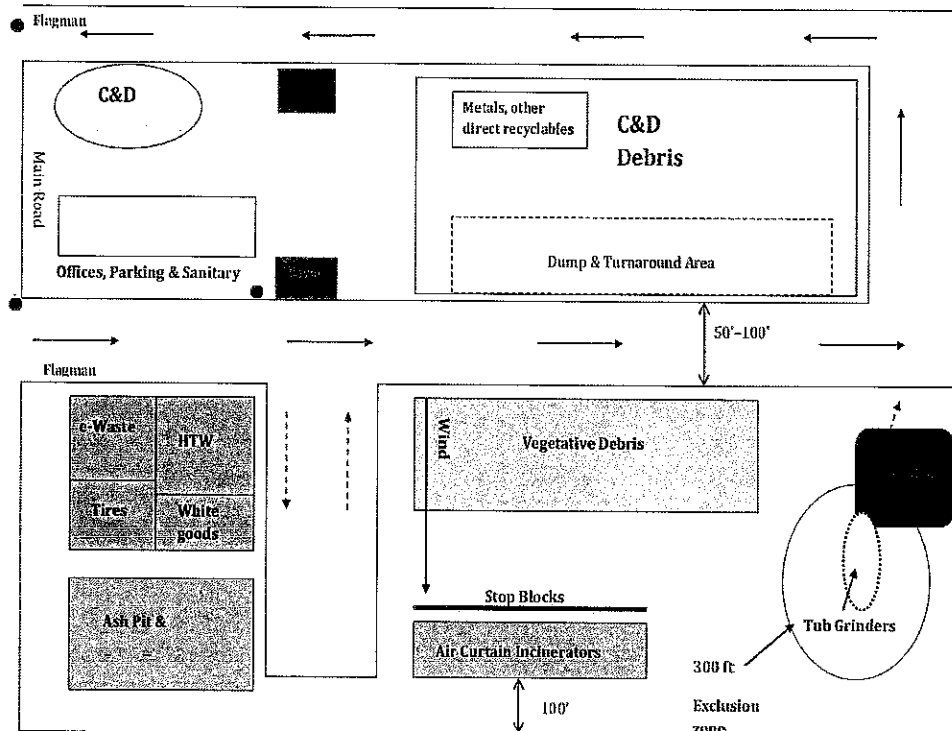 Flagman
C&D
Metals, other
direct recyclables
C&D
Debris
Main Road
Dump & Turnaround Area
Offices, Parking & Sanitary
50'-100'
Flagman
e-Waste
HTW
Wind
Vegetative Debris
Tires
White
goods
Stop Blocks
Ash Pit &
Tub Grinders
Air Curtain Incinerators
300 ft
100'
Exclusion
zone